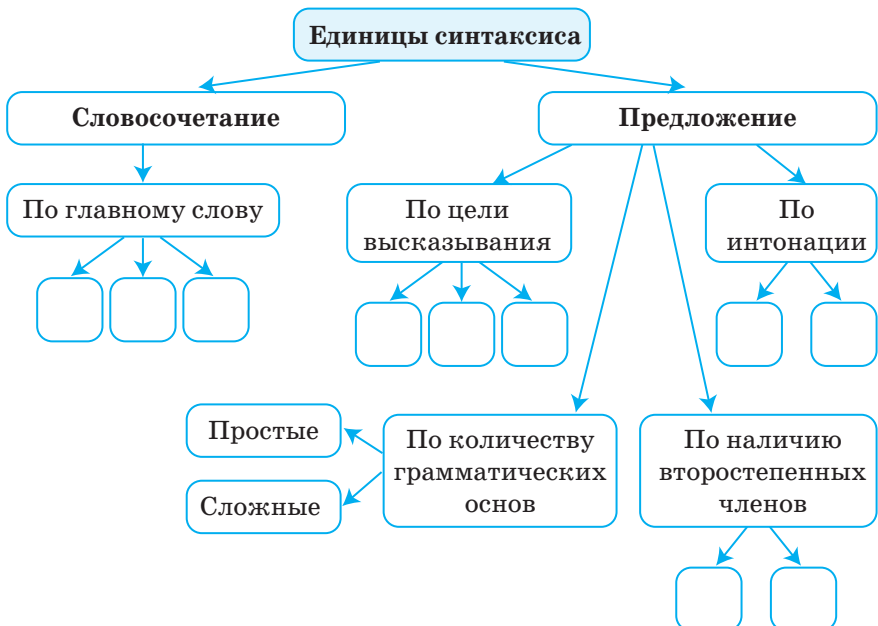 Единицы синтаксиса
Словосочетание
Предложение
По главному слову
По цели
высказывания
По
интонации
Простые
Сложные
По количеству
грамматических
основ
По наличию
второстепенных
членов